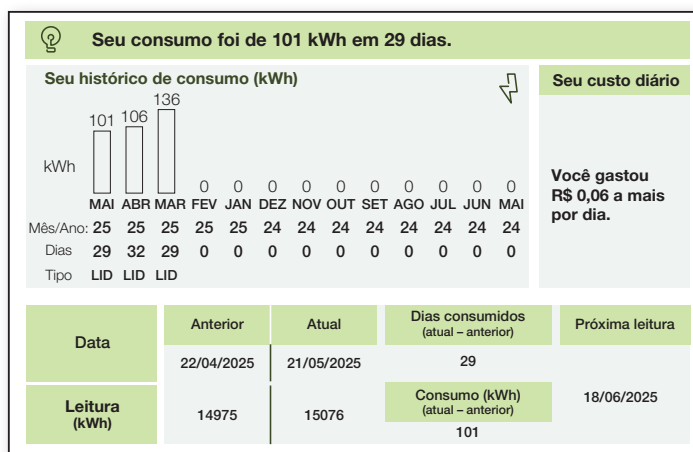 Seu consumo foi de 101 kWh em 29 dias.
Seu histórico de consumo (kWh)
101 106 136
kWh 0 0 0 0 0 0 0 0 0 0
MAI ABR MAR FEV JAN DEZ NOV OUT SET AGO JUL JUN MAI
Mês/Ano: 25 25 25 25 25 24 24 24 24 24 24 24 24
Dias 29 32 29 0 0 0 0 0 0 0 0 0 0
Tipo LID LID LID
Seu custo diário
Você gastou
R$ 0,06 a mais
por dia.
Data
Anterior
Atual
Dias consumidos
(atual – anterior)
Próxima leitura
22/04/2025
21/05/2025
29
18/06/2025
Leitura
(kWh)
14975
15076
Consumo (kWh)
(atual – anterior)
101